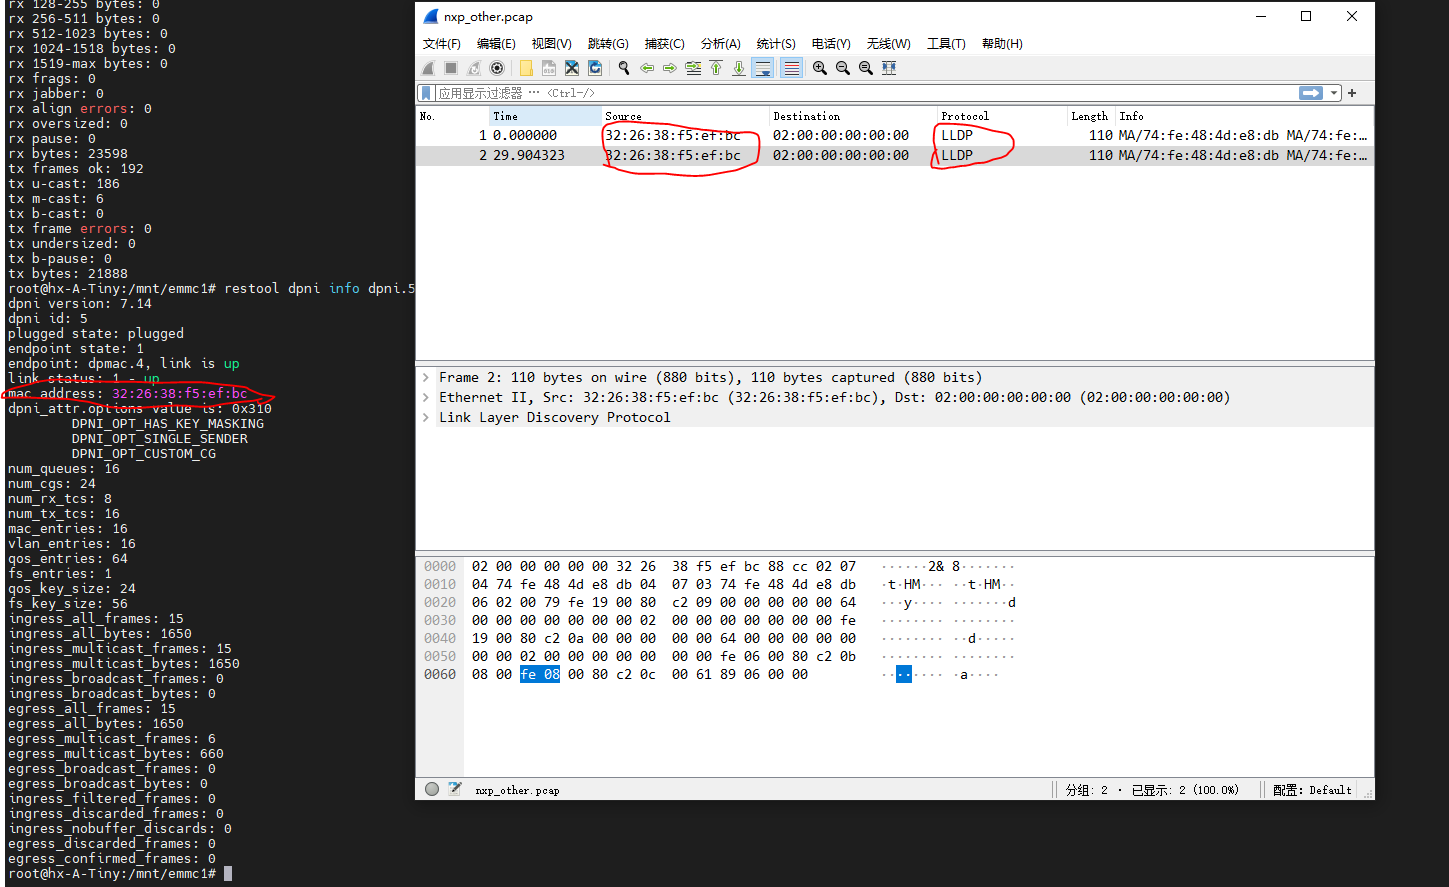 rx 128-255 bytes: 0
rx 256-511 bytes: 0
rx 512-1023 bytes: 0
rx 1024-1518 bytes: 0
rx 1519-max bytes: 0
rx frags: 0
rx jabber: 0
rx align errors: 0
rx oversized: 0
rx pause: 0
rx bytes: 23598
tx frames ok: 192
tx u-cast: 186
tx m-cast: 6
tx b-cast: 0
tx frame errors: 0
tx undersized: 0
tx b-pause: 0
tx bytes: 21888
root@hx-A-Tiny:/mnt/emmc1# restool dpni info dpni.5
dpni version: 7.14
dpni id: 5
plugged state: plugged
endpoint state: 1
endpoint: dpmac.4, link is up
link status: 1 - up
mac address: 32:26:38:f5:ef:bc
dpni_attr.options value is: 0x310
DPNI_OPT_HAS_KEY_MASKING
DPNI_OPT_SINGLE_SENDER
DPNI_OPT_CUSTOM_CG
num_queues: 16
num_cgs: 24
num_rx_tcs: 8
num_tx_tcs: 16
mac_entries: 16
vlan_entries: 16
qos_entries: 64
fs_entries: 1
qos_key_size: 24
fs_key_size: 56
ingress_all_frames: 15
ingress_all_bytes: 1650
ingress_multicast_frames: 15
ingress_multicast_bytes: 1650
ingress_broadcast_frames: 0
ingress_broadcast_bytes: 0
egress_all_frames: 15
egress_all_bytes: 1650
egress_multicast_frames: 6
egress_multicast_bytes: 660
egress_broadcast_frames: 0
egress_broadcast_bytes: 0
ingress_filtered_frames: 0
ingress_discarded_frames: 0
ingress_nobuffer_discards: 0
egress_discarded_frames: 0
egress_confirmed_frames: 0
root@hx-A-Tiny:/mnt/emmc1#
nxp_other.pcap
文件(F) 编辑(E) 视图(V) 跳转(G) 捕获(C) 分析(A) 统计(S) 电话(Y) 无线(W) 工具(T) 帮助(H)
应用显示过滤器 … <Ctrl-/>
No. Time Source Destination Protocol Length Info
1 0.000000 32:26:38:f5:ef:bc 02:00:00:00:00:00 LLDP 110 MA/74:fe:48:4d:e8:db MA/74:fe:…
2 29.904323 32:26:38:f5:ef:bc 02:00:00:00:00:00 LLDP 110 MA/74:fe:48:4d:e8:db MA/74:fe:…
Frame 2: 110 bytes on wire (880 bits), 110 bytes captured (880 bits)
Ethernet II, Src: 32:26:38:f5:ef:bc (32:26:38:f5:ef:bc), Dst: 02:00:00:00:00:00 (02:00:00:00:00:00)
Link Layer Discovery Protocol
0000 02 00 00 00 00 00 32 26 38 f5 ef bc 88 cc 02 07 ······2& 8·······
0010 04 74 fe 48 4d e8 db 04 07 03 74 fe 48 4d e8 db ·t·HM··· ··t·HM··
0020 06 02 00 79 fe 19 00 80 c2 09 00 00 00 00 00 64 ···y···· ·······d
0030 00 00 00 00 00 00 00 02 00 00 00 00 00 00 00 fe ········ ········
0040 19 00 80 c2 0a 00 00 00 00 00 64 00 00 00 00 00 ········ ··d·····
0050 00 00 02 00 00 00 00 00 00 00 fe 06 00 80 c2 0b ········ ········
0060 08 00 fe 08 00 80 c2 0c 00 61 89 06 00 00 ········ ·a····
nxp_other.pcap 分组: 2 · 已显示: 2 (100.0%) 配置: Default